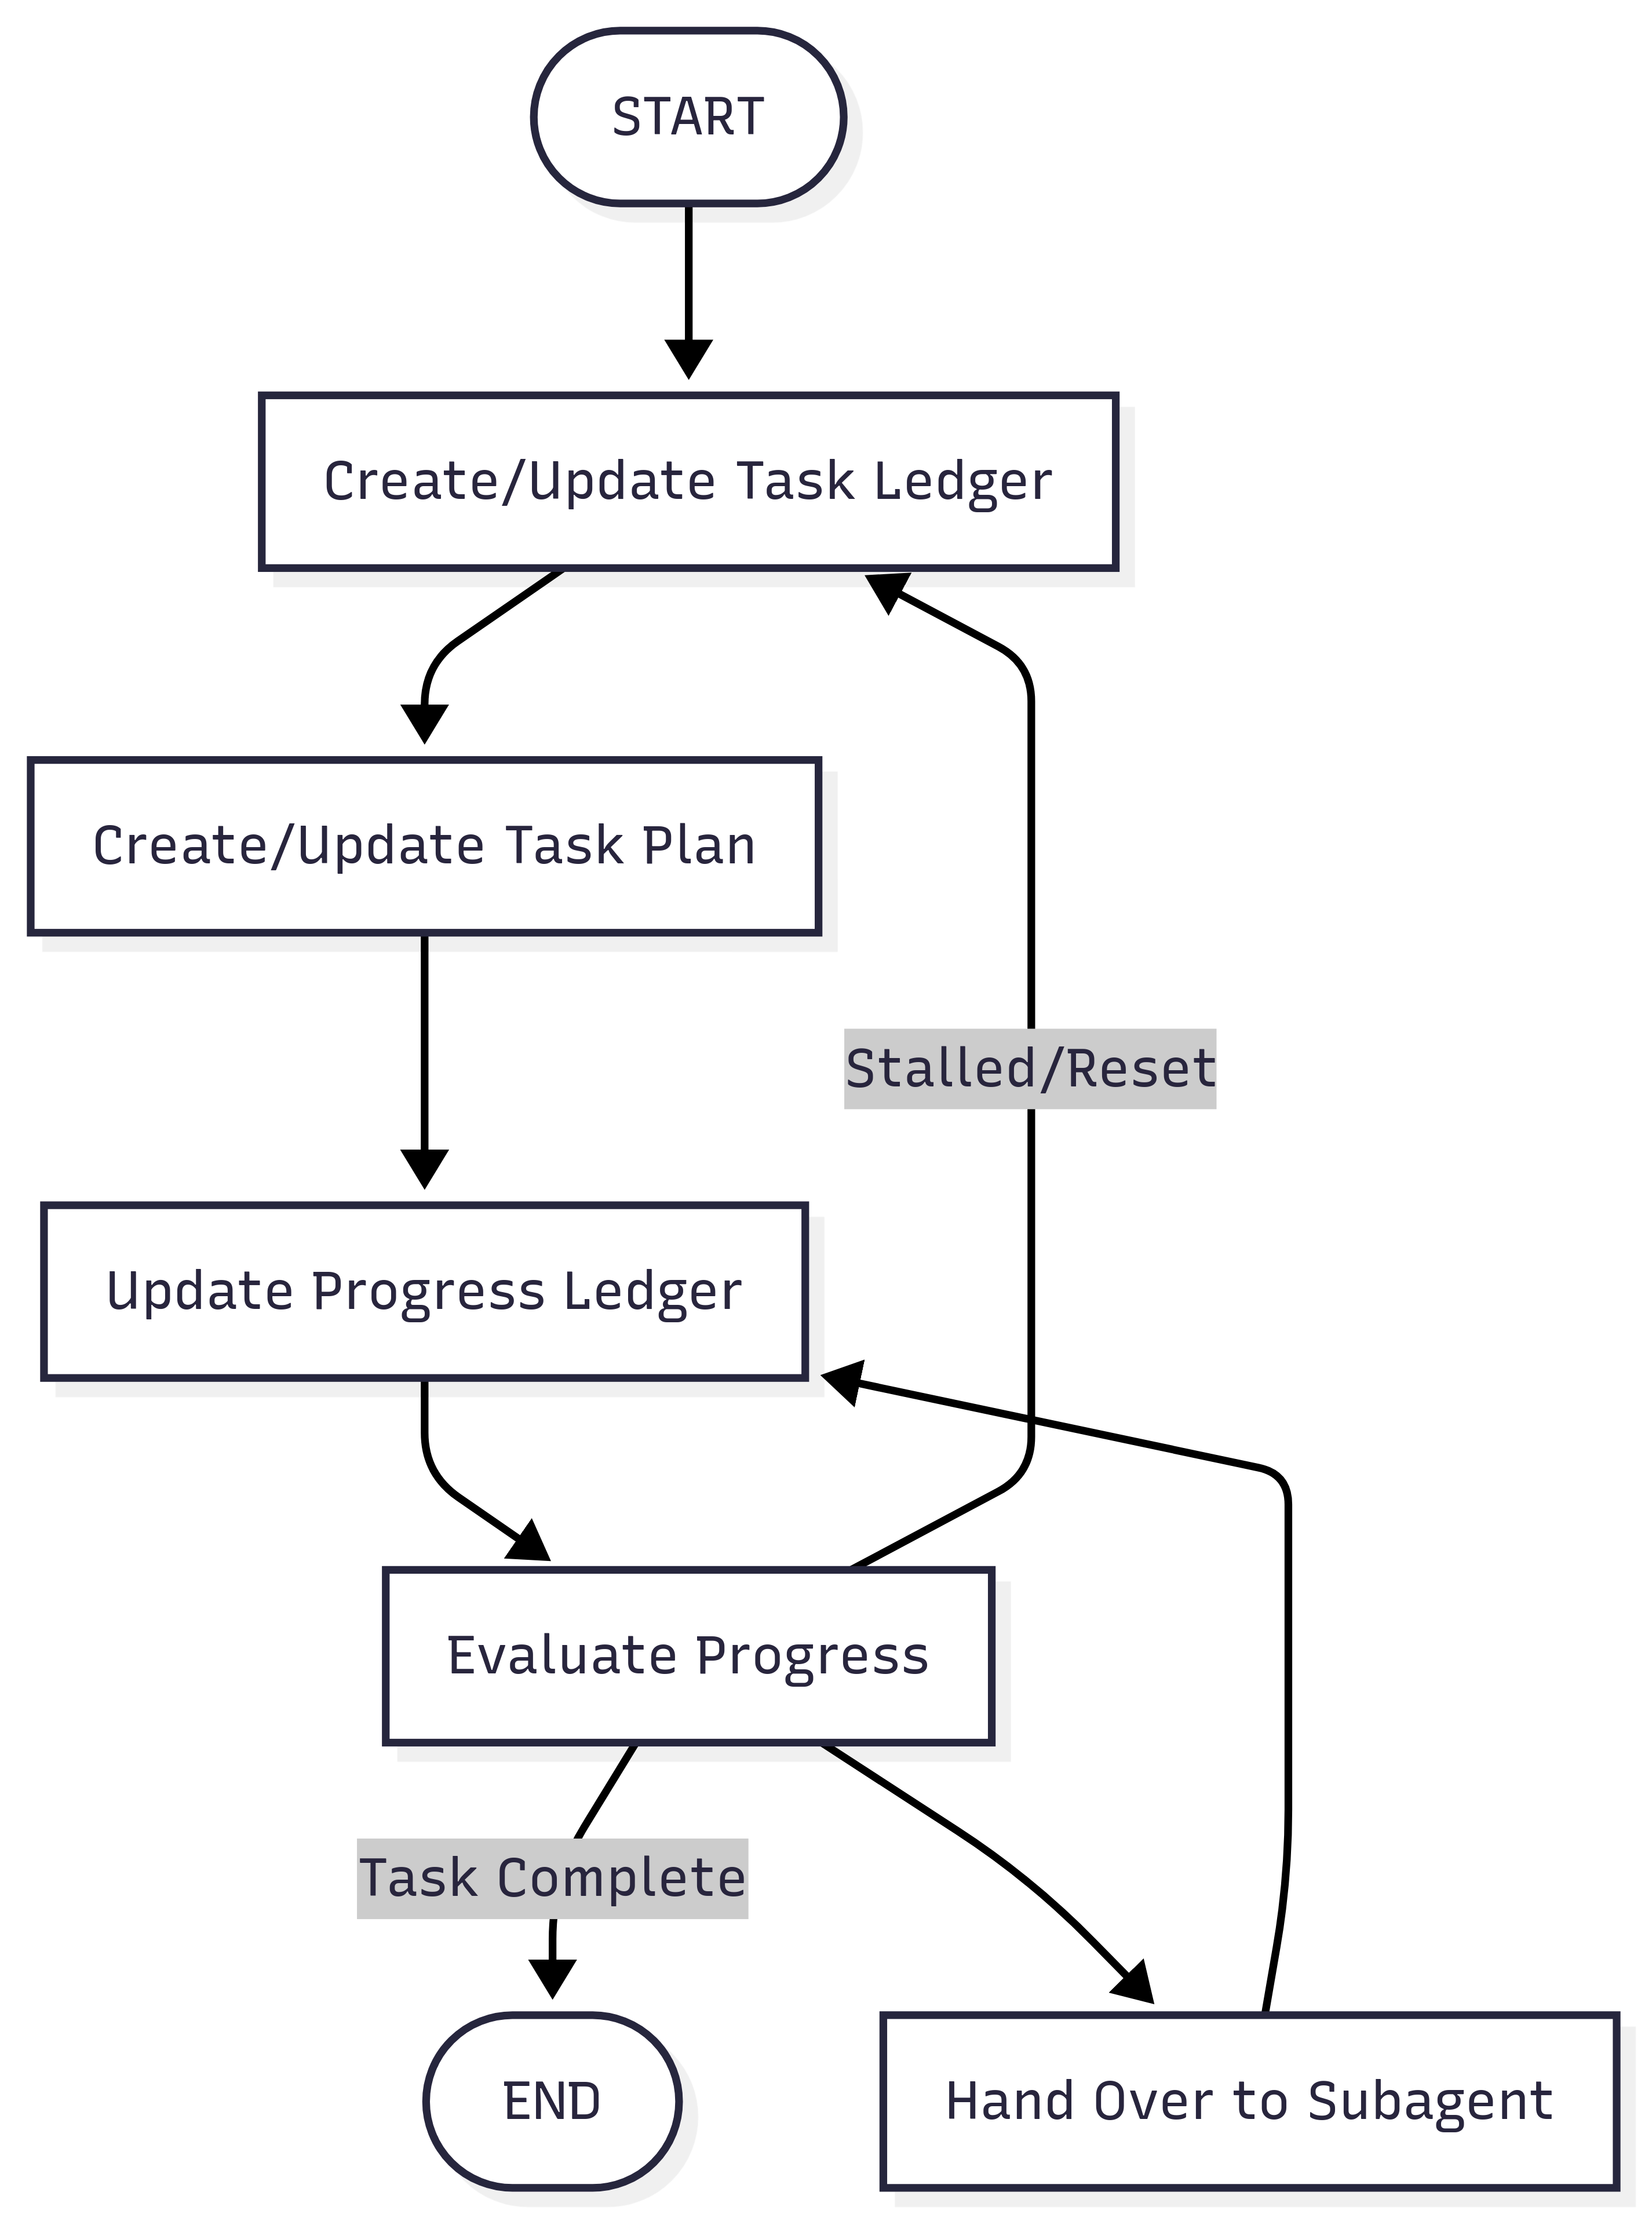 START
Create/Update Task Ledger
Create/Update Task Plan
Stalled/Reset
Update Progress Ledger
Evaluate Progress
Task Complete
END
Hand Over to Subagent